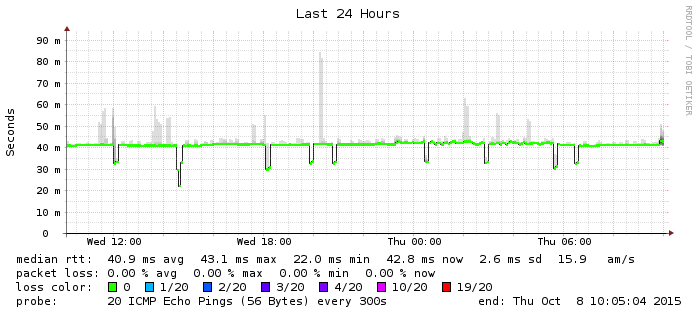 Last 24 Hours
RRDTOOL / TOBI OETIKER
Seconds
90 m
80 m
70 m
60 m
50 m
40 m
30 m
20 m
10 m
0
Wed 12:00 Wed 18:00 Thu 00:00 Thu 06:00
median rtt: 40.9 ms avg 43.1 ms max 22.0 ms min 42.8 ms now 2.6 ms sd 15.9 am/s
packet loss: 0.00 % avg 0.00 % max 0.00 % min 0.00 % now
loss color: 0 1/20 2/20 3/20 4/20 10/20 19/20
probe: 20 ICMP Echo Pings (56 Bytes) every 300s end: Thu Oct 8 10:05:04 2015